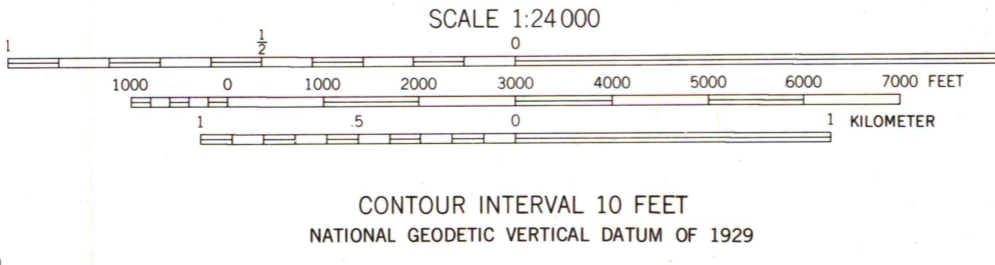 SCALE 1:24 000
1 1/2 0
1000 0 1000 2000 3000 4000 5000 6000 7000 FEET
1 .5 0 1 KILOMETER
CONTOUR INTERVAL 10 FEET
NATIONAL GEODETIC VERTICAL DATUM OF 1929